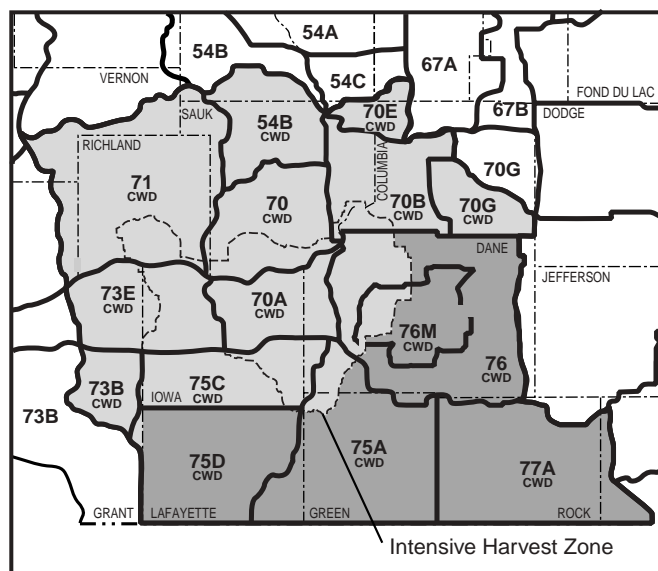 54A
54B
67A
VERNON
54C
FOND DU LAC
70E
CWD
67B
SAUK
DODGE
54B
CWD
RICHLAND
COLUMBIA
70G
71
CWD
70
CWD
70B
CWD
70G
CWD
DANE
JEFFERSON
73E
CWD
70A
CWD
76M
CWD
76
CWD
73B
CWD
75C
CWD
IOWA
73B
75D
CWD
75A
CWD
77A
CWD
GRANT
LAFAYETTE
GREEN
ROCK
Intensive Harvest Zone